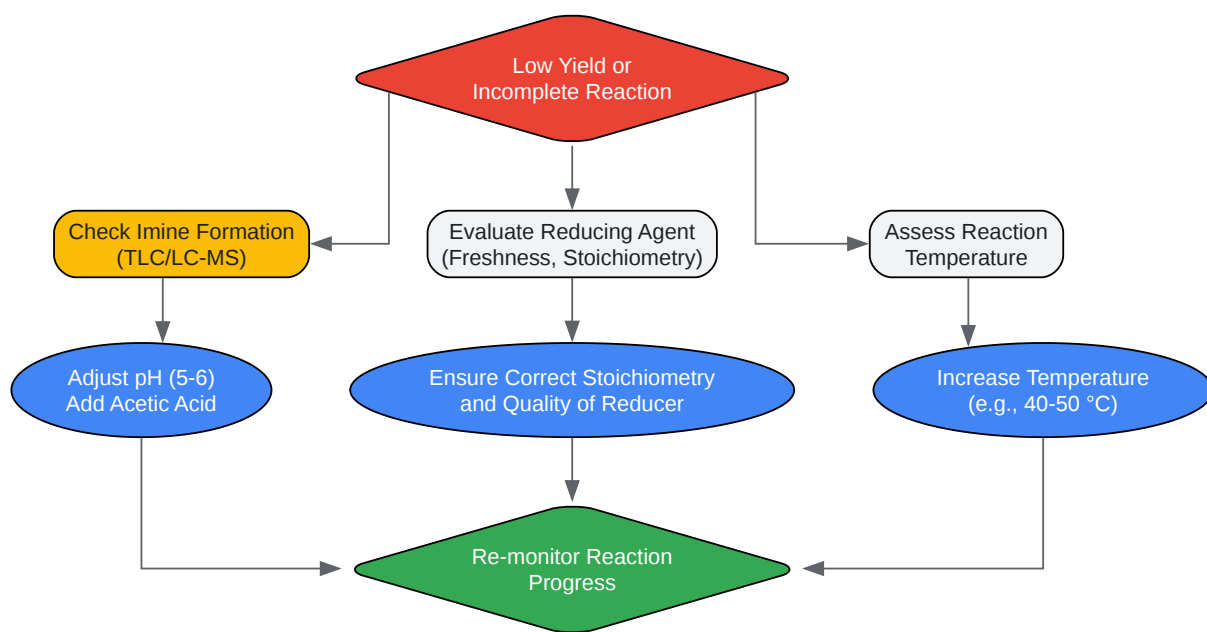 Low Yield or
Incomplete Reaction
Check Imine Formation
(TLC/LC-MS)
Evaluate Reducing Agent
(Freshness, Stoichiometry)
Assess Reaction
Temperature
Adjust pH (5-6)
Add Acetic Acid
Ensure Correct Stoichiometry
and Quality of Reducer
Increase Temperature
(e.g., 40-50 °C)
Re-monitor Reaction
Progress